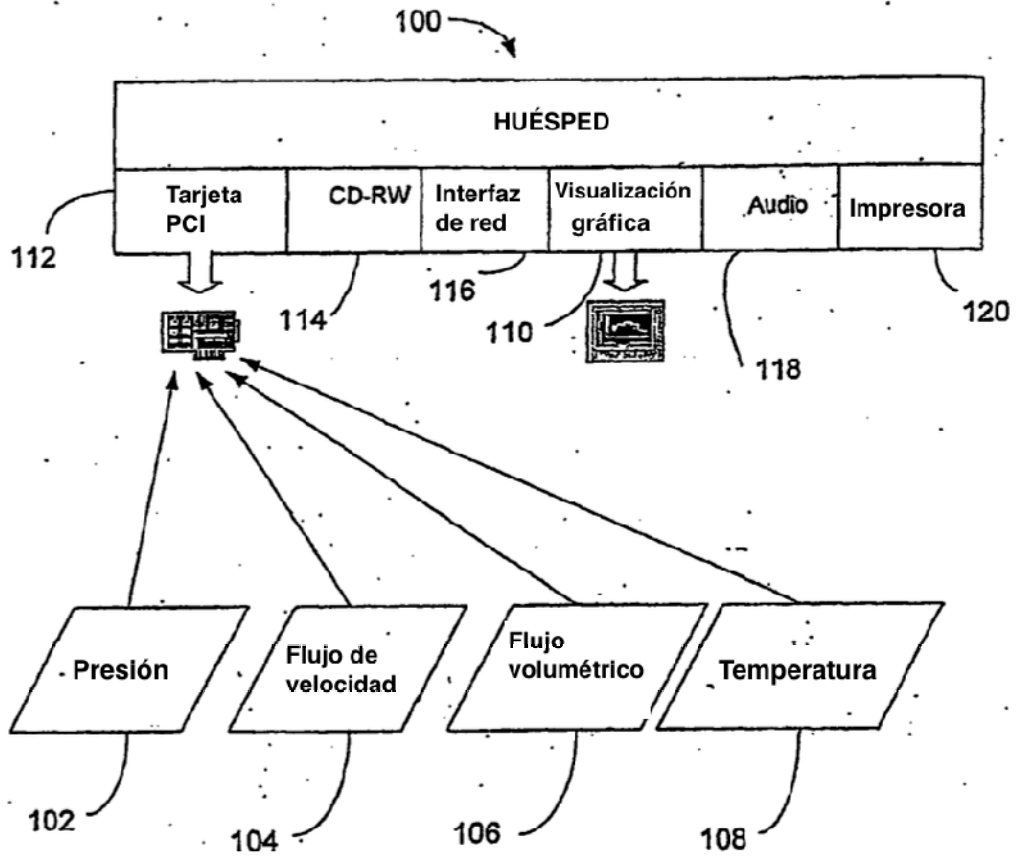 100
HUÉSPED
Tarjeta
PCI
CD-RW
Interfaz
de red
Visualización
gráfica
Audio
Impresora
112
114
116
110
118
120
Presión
Flujo de
velocidad
Flujo
volumétrico
Temperatura
102
104
106
108